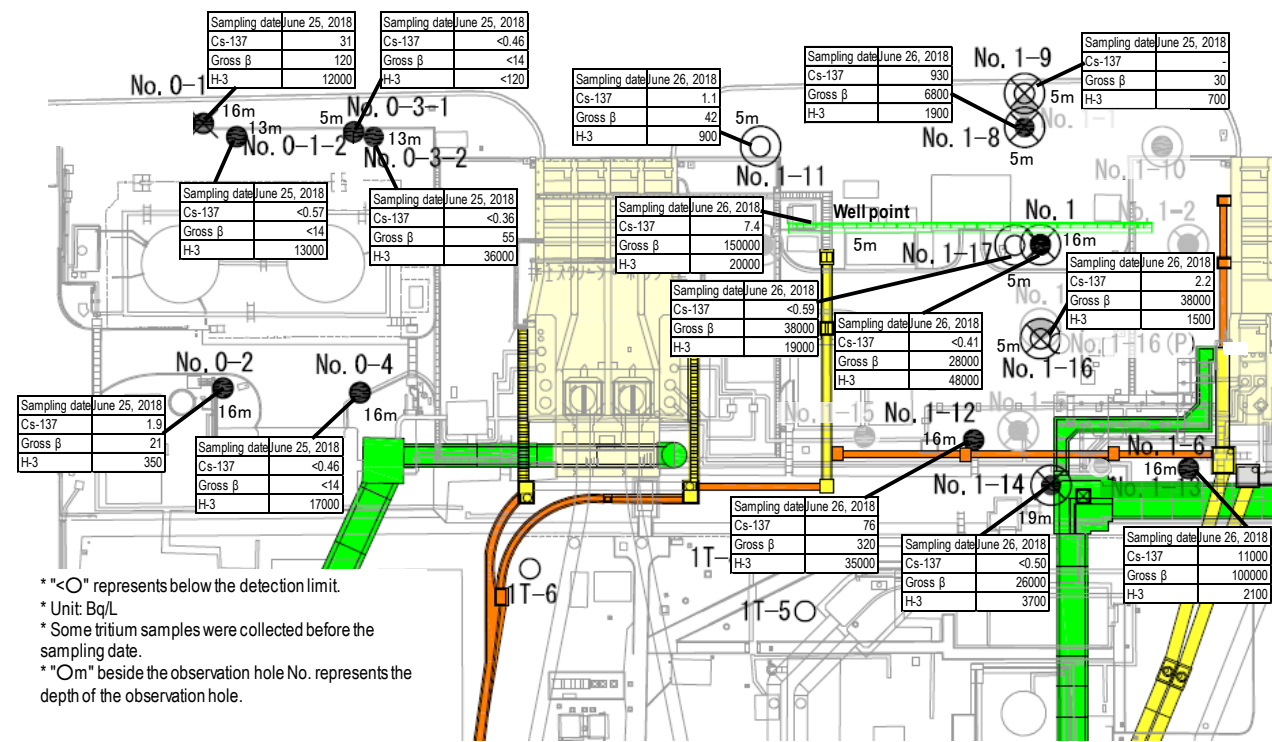 Sampling date June 25, 2018
Cs-137 31
Gross β 120
H-3 12000
Sampling date June 25, 2018
Cs-137 <0.46
Gross β <14
H-3 <120
Sampling date June 26, 2018
Cs-137 1.1
Gross β 42
H-3 900
Sampling date June 26, 2018
Cs-137 930
Gross β 6800
H-3 1900
No. 1-9
Sampling date June 25, 2018
Cs-137 -
Gross β 30
H-3 700
No. 0-1
16m
13m
No. 0-1-2
5m
No. 0-3-1
13m
No. 0-3-2
5m
No. 1-11
5m
No. 1-8
5m
No. 1-1
No. 1-10
Sampling date June 25, 2018
Cs-137 <0.57
Gross β <14
H-3 13000
Sampling date June 25, 2018
Cs-137 <0.36
Gross β 55
H-3 36000
Sampling date June 26, 2018
Cs-137 7.4
Gross β 150000
H-3 20000
Well point
5m
No. 1
16m
No. 1-17
5m
No. 1-2
Sampling date June 26, 2018
Cs-137 <0.59
Gross β 38000
H-3 19000
Sampling date June 26, 2018
Cs-137 <0.41
Gross β 28000
H-3 48000
Sampling date June 26, 2018
Cs-137 2.2
Gross β 38000
H-3 1500
5m
No. 1-16
No. 1-16 (P)
No. 0-2
16m
No. 0-4
16m
Sampling date June 25, 2018
Cs-137 1.9
Gross β 21
H-3 350
Sampling date June 25, 2018
Cs-137 <0.46
Gross β <14
H-3 17000
No. 1-15
No. 1-12
16m
No. 1-14
19m
No. 1-6
16m
No. 1-13
Sampling date June 26, 2018
Cs-137 76
Gross β 320
H-3 35000
Sampling date June 26, 2018
Cs-137 <0.50
Gross β 26000
H-3 3700
Sampling date June 26, 2018
Cs-137 11000
Gross β 100000
H-3 2100
1T-6
1T-5
* "<○" represents below the detection limit.
* Unit: Bq/L
* Some tritium samples were collected before the
sampling date.
* "○m" beside the observation hole No. represents the
depth of the observation hole.